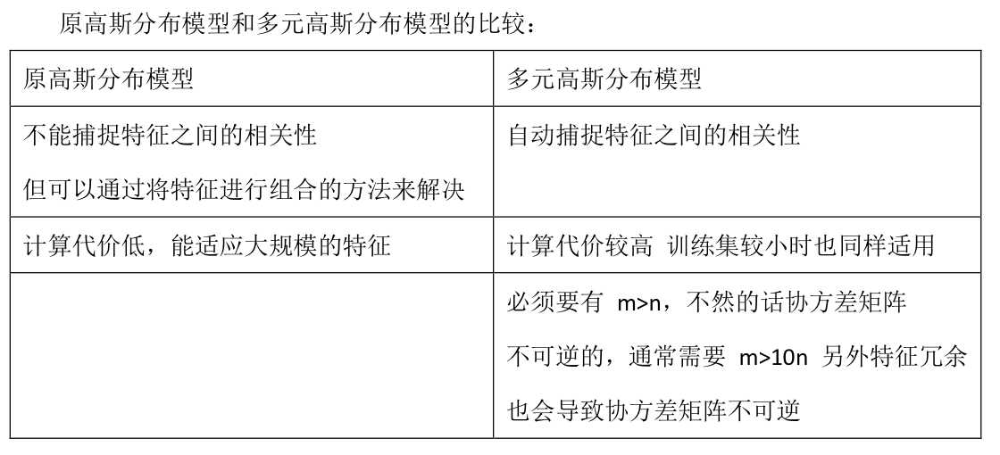 原高斯分布模型和多元高斯分布模型的比较：
原高斯分布模型
多元高斯分布模型
不能捕捉特征之间的相关性
但可以通过将特征进行组合的方法来解决
自动捕捉特征之间的相关性
计算代价低，能适应大规模的特征
计算代价较高 训练集较小时也同样适用
必须要有 m>n，不然的话协方差矩阵
不可逆的，通常需要 m>10n 另外特征冗余
也会导致协方差矩阵不可逆